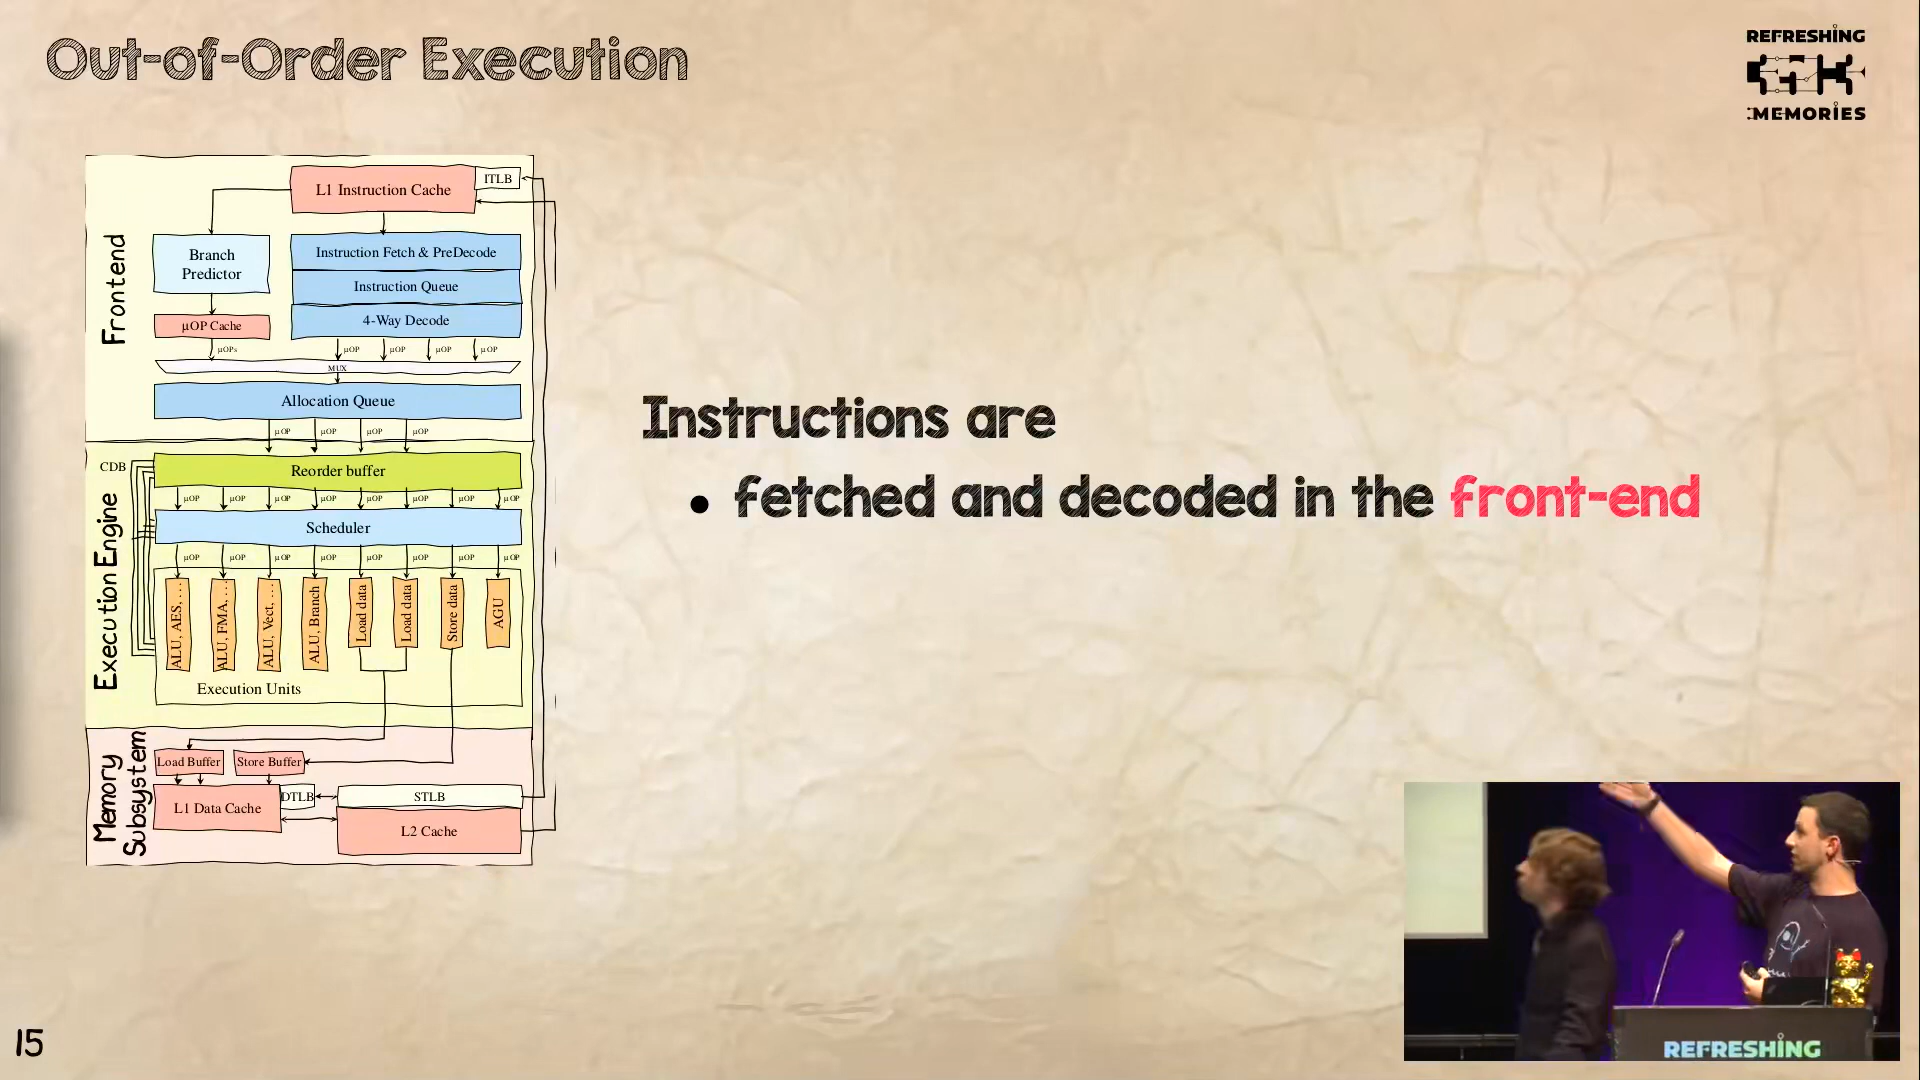 Out-of-Order Execution
REFRESHING
MEMORIES
Frontend
L1 Instruction Cache
ITLB
Branch
Predictor
Instruction Fetch & PreDecode
Instruction Queue
4-Way Decode
µOP Cache
µOPs
µOP
µOP
µOP
µOP
MUX
Allocation Queue
µOP
µOP
µOP
µOP
Execution Engine
CDB
Reorder buffer
µOP
µOP
µOP
µOP
µOP
µOP
µOP
µOP
Scheduler
µOP
µOP
µOP
µOP
µOP
µOP
µOP
µOP
ALU, AES, ...
ALU, FMA, ...
ALU, Vect, ...
ALU, Branch
Load data
Load data
Store data
AGU
Execution Units
Memory
Subsystem
Load Buffer
Store Buffer
L1 Data Cache
DTLB
STLB
L2 Cache
Instructions are
• fetched and decoded in the front-end
REFRESHING
15